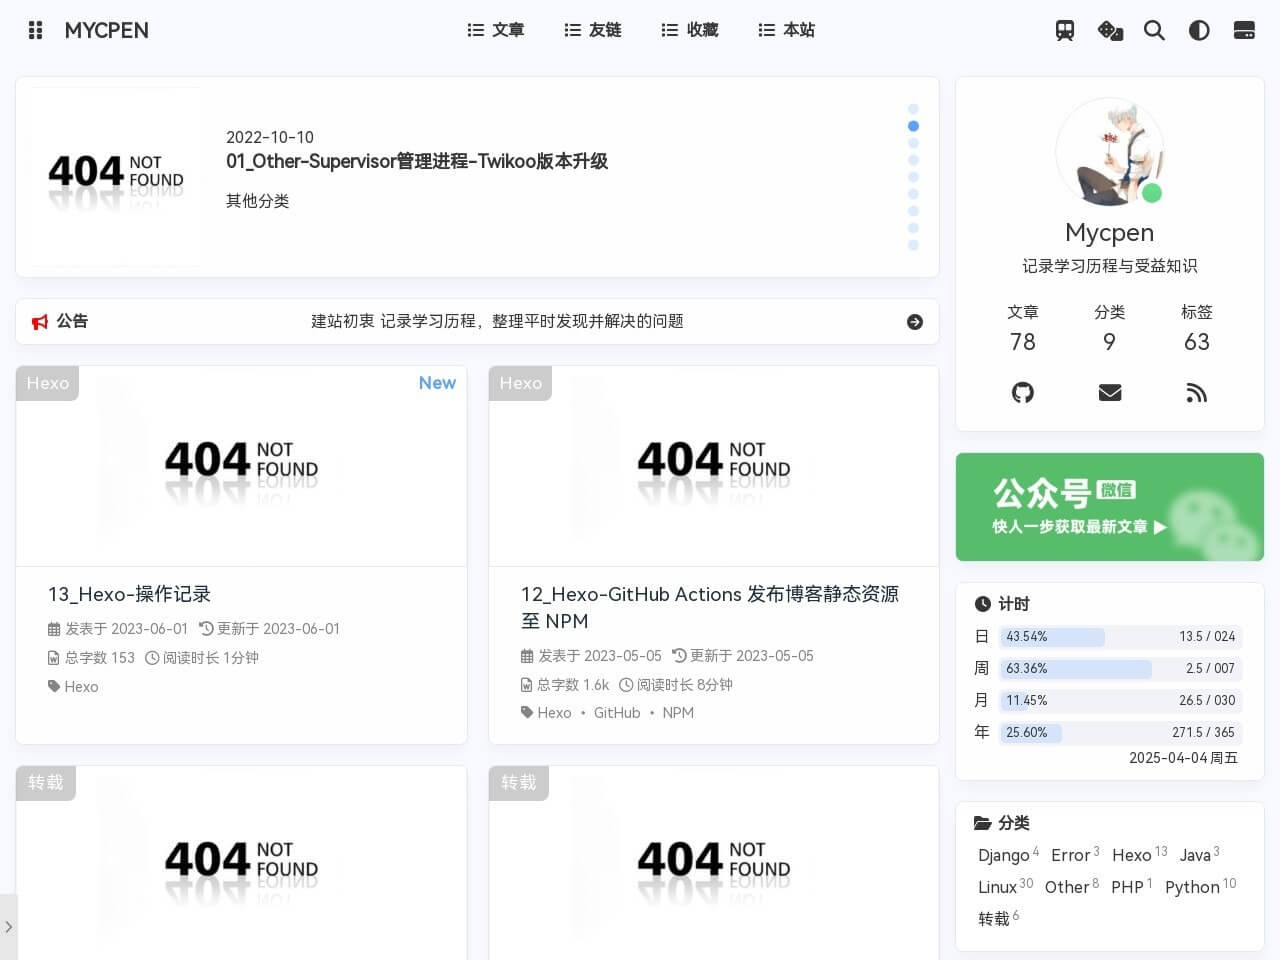 MYCPEN
文章
友链
收藏
本站
404 NOT FOUND
2022-10-10
01_Other-Supervisor管理进程-Twikoo版本升级
其他分类
公告
建站初衷 记录学习历程，整理平时发现并解决的问题
Hexo
New
404 NOT FOUND
13_Hexo-操作记录
发表于 2023-06-01 更新于 2023-06-01
总字数 153 阅读时长 1分钟
Hexo
Hexo
404 NOT FOUND
12_Hexo-GitHub Actions 发布博客静态资源
至 NPM
发表于 2023-05-05 更新于 2023-05-05
总字数 1.6k 阅读时长 8分钟
Hexo • GitHub • NPM
转载
404 NOT FOUND
转载
404 NOT FOUND
Mycpen
记录学习历程与受益知识
文章 分类 标签
78 9 63
公众号 微信
快人一步获取最新文章
计时
日 43.54% 13.5 / 024
周 63.36% 2.5 / 007
月 11.45% 26.5 / 030
年 25.60% 271.5 / 365
2025-04-04 周五
分类
Django 4 Error 3 Hexo 13 Java 3
Linux 30 Other 8 PHP 1 Python 10
转载 6